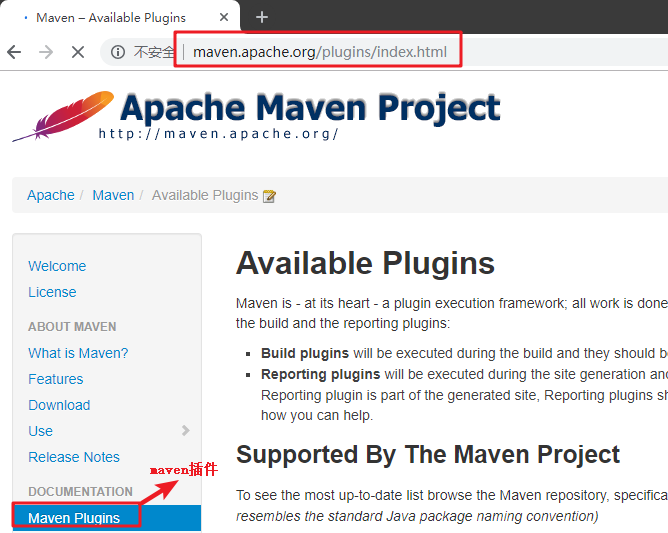 Maven – Available Plugins
不安全 | maven.apache.org/plugins/index.html
Apache Maven Project
http://maven.apache.org/
Apache / Maven / Available Plugins
Welcome
License
ABOUT MAVEN
What is Maven?
Features
Download
Use
Release Notes
DOCUMENTATION
Maven Plugins
maven插件
Available Plugins
Maven is - at its heart - a plugin execution framework; all work is done
the build and the reporting plugins:
Build plugins will be executed during the build and they should
Reporting plugins will be executed during the site generation
Reporting plugin is part of the generated site, Reporting plugins
how you can help.
Supported By The Maven Project
To see the most up-to-date list browse the Maven repository,
resembles the standard Java package naming convention)